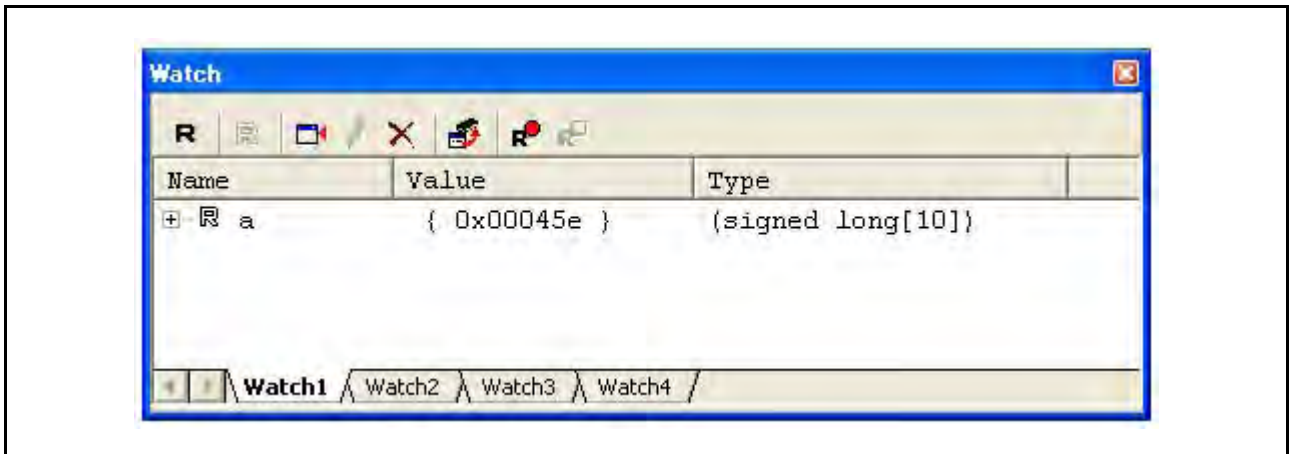 Watch
R R R R
Name Value Type
R a { 0x00045e } (signed long[10])
Watch1 Watch2 Watch3 Watch4